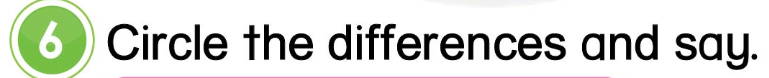 6 Circle the differences and say.